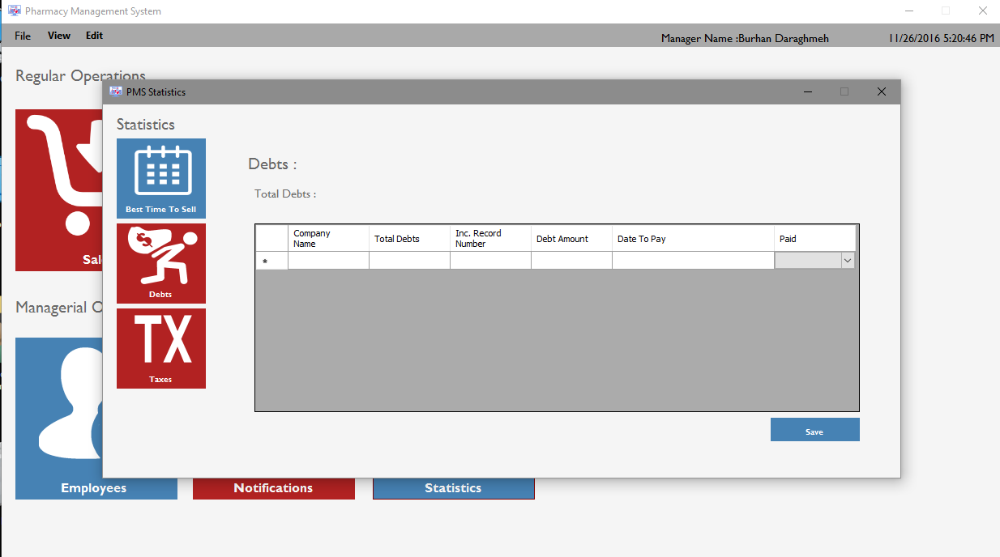 Pharmacy Management System
File View Edit
Manager Name :Burhan Daraghmeh 11/26/2016 5:20:46 PM
Regular Operations
PMS Statistics
Statistics
Best Time To Sell
Debts
TX
Taxes
Debts :
Total Debts :
Company
Name
Total Debts
Inc. Record
Number
Debt Amount
Date To Pay
Paid
*
Save
Sal
Managerial O
Employees
Notifications
Statistics